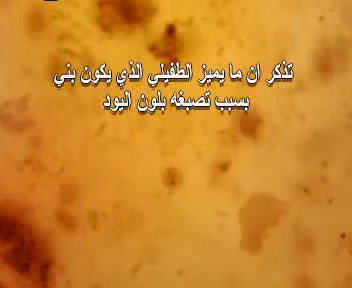 تذكر ان ما يميز الطفيلي الذي يكون بني
بسبب تصبغه بلون اليود